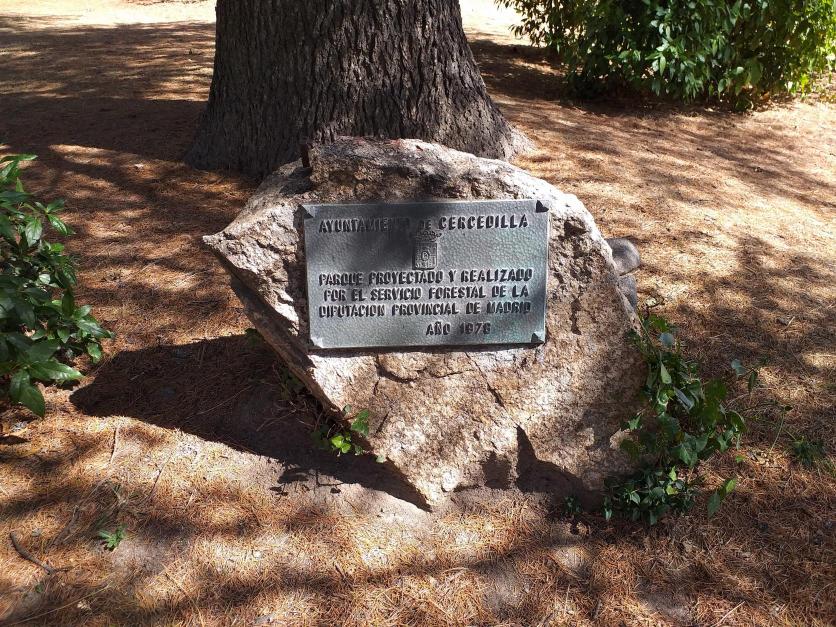 AYUNTAMIENTO DE CERCEDILLA
PARQUE PROYECTADO Y REALIZADO
POR EL SERVICIO FORESTAL DE LA
DIPUTACION PROVINCIAL DE MADRID
AÑO 1976